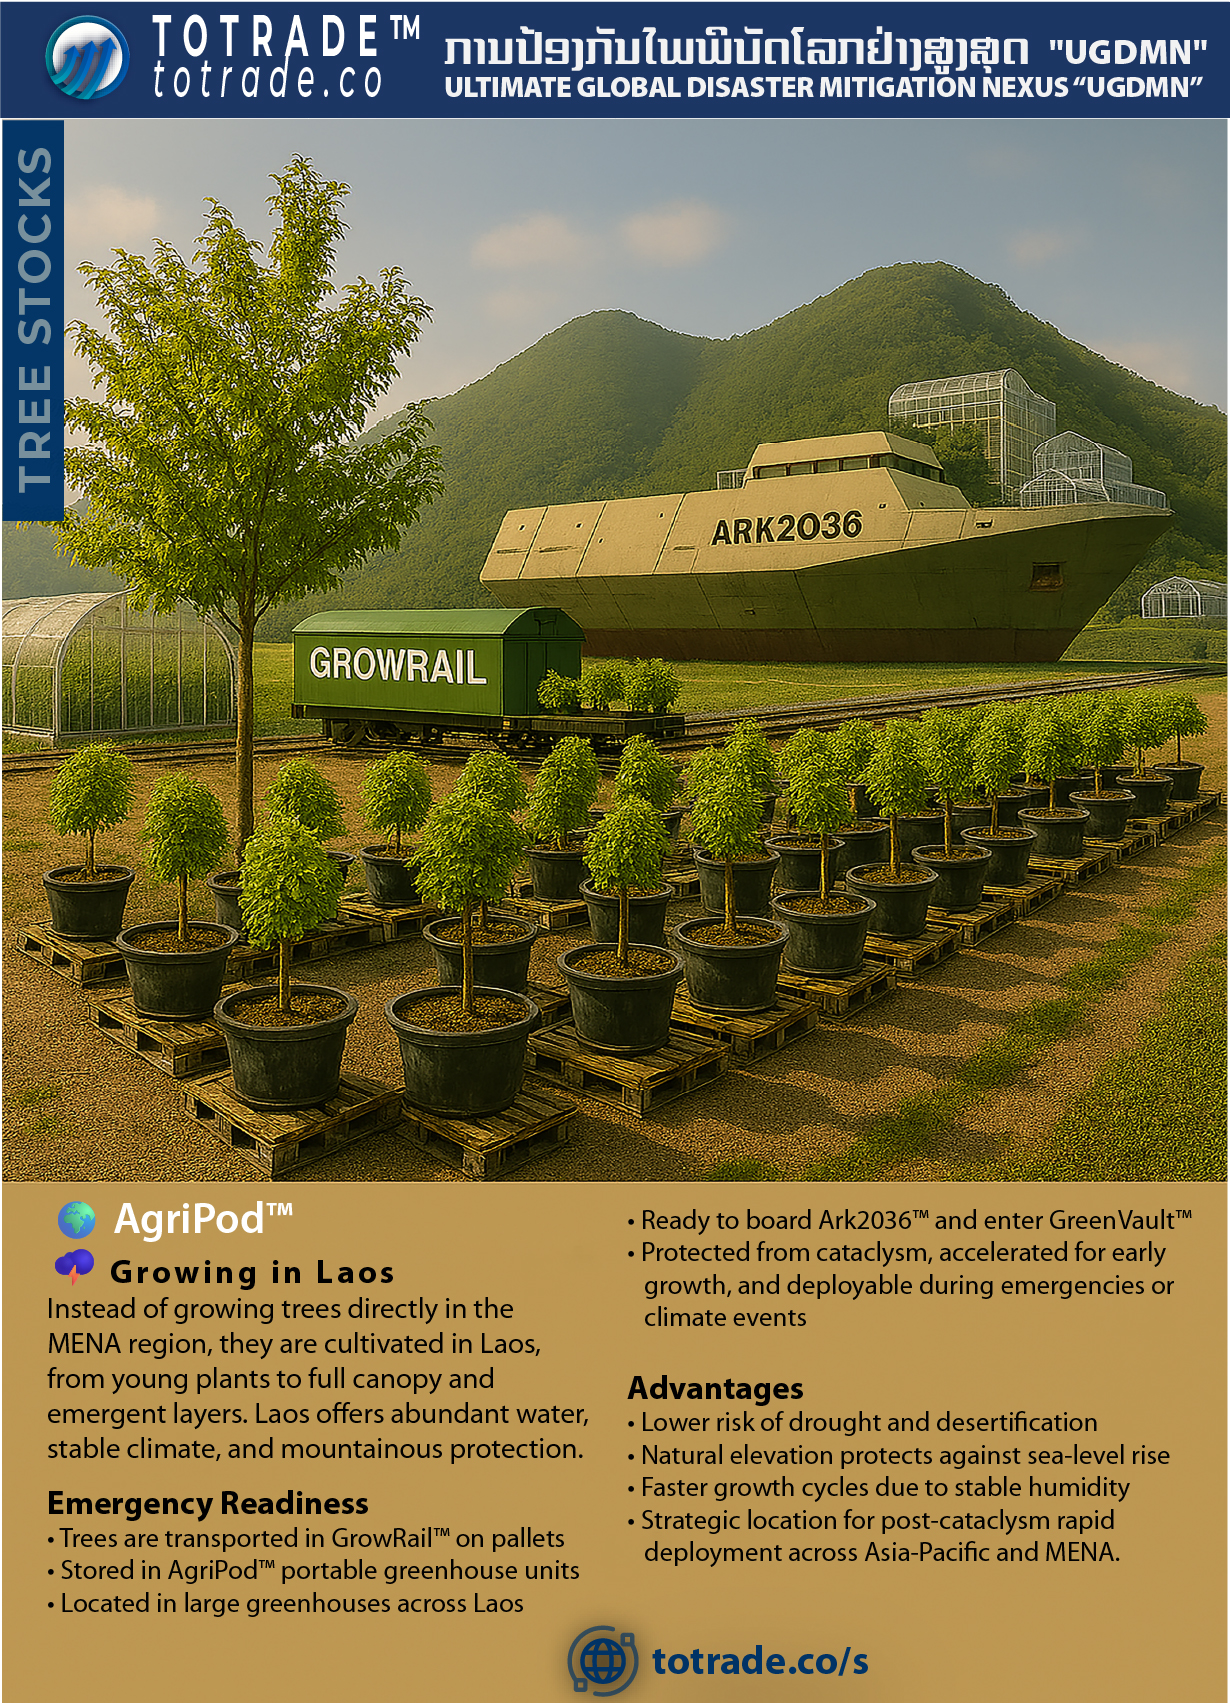 TOTRADE™
totrade.co
ການປ້ອງກັນໄພພິບັດໂລກຢ່າງສູງສຸດ "UGDMN"
ULTIMATE GLOBAL DISASTER MITIGATION NEXUS “UGDMN”
TREE STOCKS
ARK2036
GROWRAIL
AgriPod™
Growing in Laos
Instead of growing trees directly in the
MENA region, they are cultivated in Laos,
from young plants to full canopy and
emergent layers. Laos offers abundant water,
stable climate, and mountainous protection.
Emergency Readiness
• Trees are transported in GrowRail™ on pallets
• Stored in AgriPod™ portable greenhouse units
• Located in large greenhouses across Laos
• Ready to board Ark2036™ and enter GreenVault™
• Protected from cataclysm, accelerated for early
growth, and deployable during emergencies or
climate events
Advantages
• Lower risk of drought and desertification
• Natural elevation protects against sea-level rise
• Faster growth cycles due to stable humidity
• Strategic location for post-cataclysm rapid
deployment across Asia-Pacific and MENA.
totrade.co/s